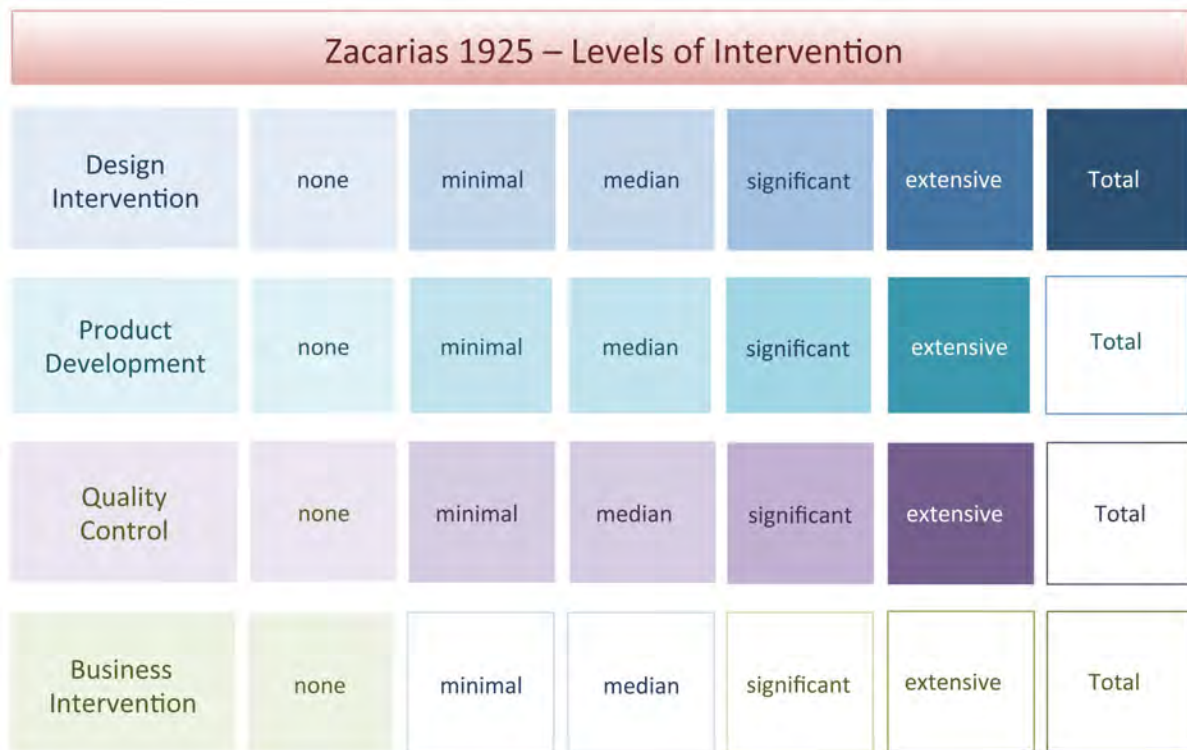 Zacarias 1925 – Levels of Intervention
Design
Intervention
none
minimal
median
significant
extensive
Total
Product
Development
none
minimal
median
significant
extensive
Total
Quality
Control
none
minimal
median
significant
extensive
Total
Business
Intervention
none
minimal
median
significant
extensive
Total